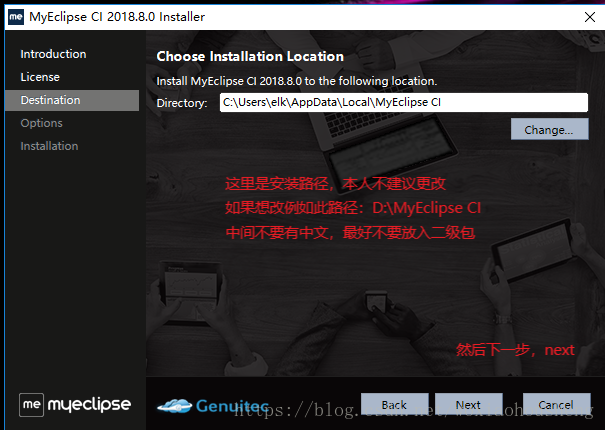 MyEclipse CI 2018.8.0 Installer
Introduction
License
Destination
Options
Installation
Choose Installation Location
Install MyEclipse CI 2018.8.0 to the following location.
Directory: C:\Users\elk\AppData\Local\MyEclipse CI
Change...
这里是安装路径，本人不建议更改
如果想改例如此路径：D:\MyEclipse CI
中间不要有中文，最好不要放入二级包
然后下一步，next
me myeclipse
Genuitec
Back Next Cancel